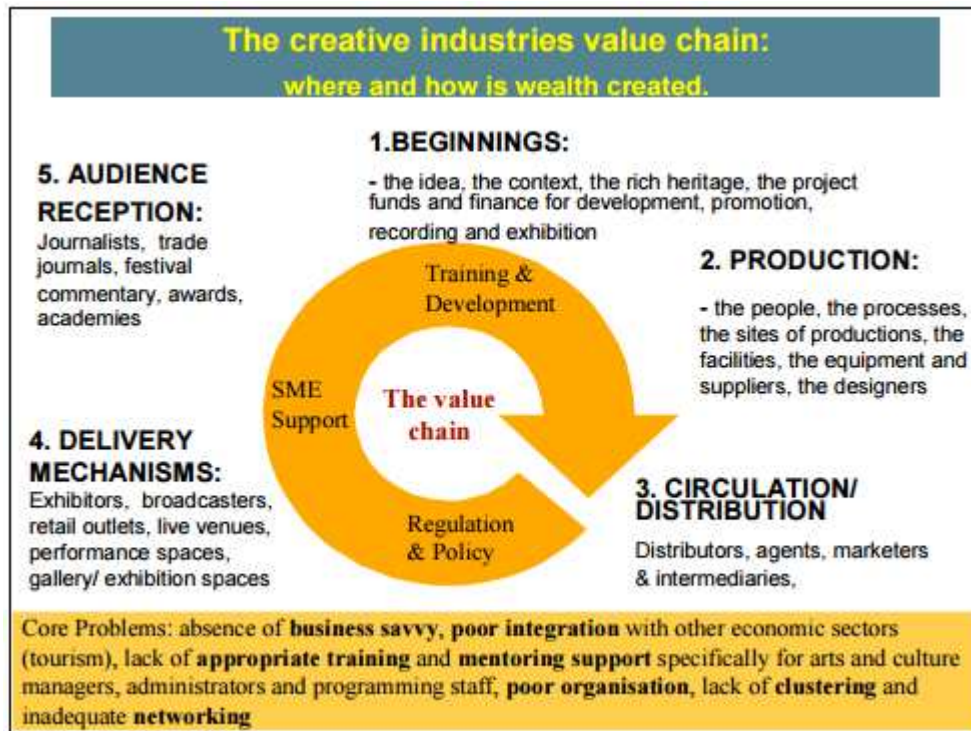 The creative industries value chain:
where and how is wealth created.
1.BEGINNINGS:
- the idea, the context, the rich heritage, the project
funds and finance for development, promotion,
recording and exhibition
5. AUDIENCE
RECEPTION:
Journalists, trade
journals, festival
commentary, awards,
academies
Training &
Development
2. PRODUCTION:
- the people, the processes,
the sites of productions, the
facilities, the equipment and
suppliers, the designers
SME
Support
The value
chain
4. DELIVERY
MECHANISMS:
Exhibitors, broadcasters,
retail outlets, live venues,
performance spaces,
gallery/ exhibition spaces
Regulation
& Policy
3. CIRCULATION/
DISTRIBUTION
Distributors, agents, marketers
& intermediaries,
Core Problems: absence of business savvy, poor integration with other economic sectors
(tourism), lack of appropriate training and mentoring support specifically for arts and culture
managers, administrators and programming staff, poor organisation, lack of clustering and
inadequate networking